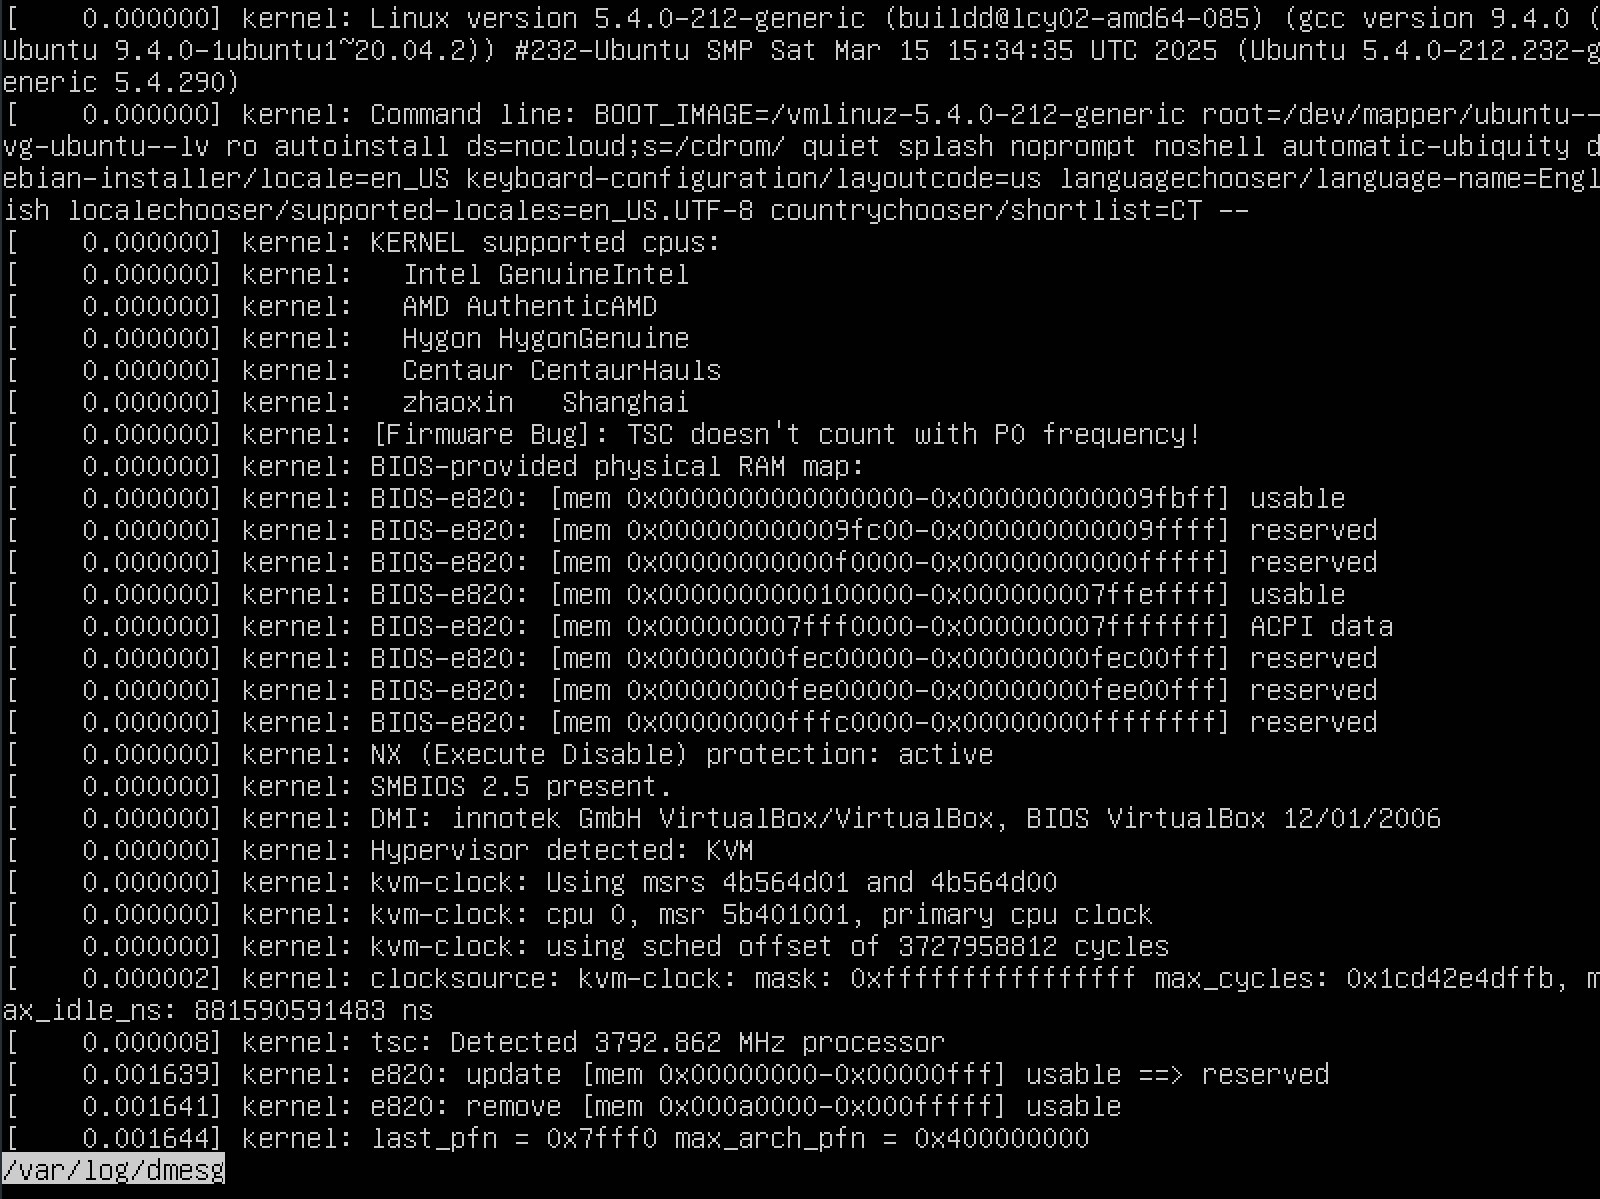 [    0.000000] kernel: Linux version 5.4.0-212-generic (buildd@lcy02-amd64-085) (gcc version 9.4.0 (
Ubuntu 9.4.0-1ubuntu1~20.04.2)) #232-Ubuntu SMP Sat Mar 15 15:34:35 UTC 2025 (Ubuntu 5.4.0-212.232-g
eneric 5.4.290)
[    0.000000] kernel: Command line: BOOT_IMAGE=/vmlinuz-5.4.0-212-generic root=/dev/mapper/ubuntu--
vg-ubuntu--lv ro autoinstall ds=nocloud;s=/cdrom/ quiet splash noprompt noshell automatic-ubiquity d
ebian-installer/locale=en_US keyboard-configuration/layoutcode=us languagechooser/language-name=Engl
ish localechooser/supported-locales=en_US.UTF-8 countrychooser/shortlist=CT --
[    0.000000] kernel: KERNEL supported cpus:
[    0.000000] kernel:   Intel GenuineIntel
[    0.000000] kernel:   AMD AuthenticAMD
[    0.000000] kernel:   Hygon HygonGenuine
[    0.000000] kernel:   Centaur CentaurHauls
[    0.000000] kernel:   zhaoxin   Shanghai
[    0.000000] kernel: [Firmware Bug]: TSC doesn't count with P0 frequency!
[    0.000000] kernel: BIOS-provided physical RAM map:
[    0.000000] kernel: BIOS-e820: [mem 0x0000000000000000-0x000000000009fbff] usable
[    0.000000] kernel: BIOS-e820: [mem 0x000000000009fc00-0x000000000009ffff] reserved
[    0.000000] kernel: BIOS-e820: [mem 0x00000000000f0000-0x00000000000fffff] reserved
[    0.000000] kernel: BIOS-e820: [mem 0x0000000000100000-0x000000007ffeffff] usable
[    0.000000] kernel: BIOS-e820: [mem 0x000000007fff0000-0x000000007fffffff] ACPI data
[    0.000000] kernel: BIOS-e820: [mem 0x00000000fec00000-0x00000000fec00fff] reserved
[    0.000000] kernel: BIOS-e820: [mem 0x00000000fee00000-0x00000000fee00fff] reserved
[    0.000000] kernel: BIOS-e820: [mem 0x00000000fffc0000-0x00000000ffffffff] reserved
[    0.000000] kernel: NX (Execute Disable) protection: active
[    0.000000] kernel: SMBIOS 2.5 present.
[    0.000000] kernel: DMI: innotek GmbH VirtualBox/VirtualBox, BIOS VirtualBox 12/01/2006
[    0.000000] kernel: Hypervisor detected: KVM
[    0.000000] kernel: kvm-clock: Using msrs 4b564d01 and 4b564d00
[    0.000000] kernel: kvm-clock: cpu 0, msr 5b401001, primary cpu clock
[    0.000000] kernel: kvm-clock: using sched offset of 3727958812 cycles
[    0.000002] kernel: clocksource: kvm-clock: mask: 0xffffffffffffffff max_cycles: 0x1cd42e4dffb, m
ax_idle_ns: 881590591483 ns
[    0.000008] kernel: tsc: Detected 3792.862 MHz processor
[    0.001639] kernel: e820: update [mem 0x00000000-0x00000fff] usable ==> reserved
[    0.001641] kernel: e820: remove [mem 0x000a0000-0x000fffff] usable
[    0.001644] kernel: last_pfn = 0x7fff0 max_arch_pfn = 0x400000000
/var/log/dmesg